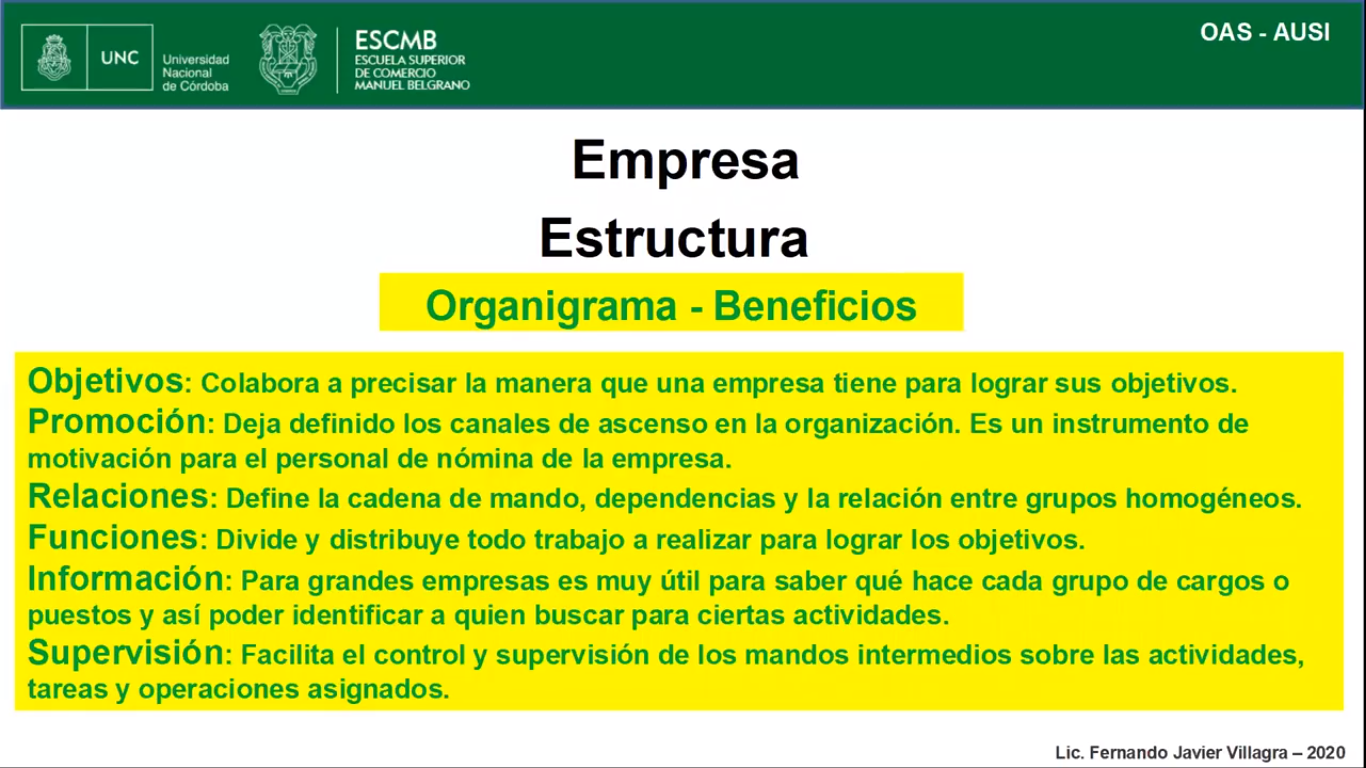 UNC
Universidad
Nacional
de Córdoba
ESCMB
ESCUELA SUPERIOR
DE COMERCIO
MANUEL BELGRANO
OAS - AUSI
Empresa
Estructura
Organigrama - Beneficios
Objetivos: Colabora a precisar la manera que una empresa tiene para lograr sus objetivos.
Promoción: Deja definido los canales de ascenso en la organización. Es un instrumento de
motivación para el personal de nómina de la empresa.
Relaciones: Define la cadena de mando, dependencias y la relación entre grupos homogéneos.
Funciones: Divide y distribuye todo trabajo a realizar para lograr los objetivos.
Información: Para grandes empresas es muy útil para saber qué hace cada grupo de cargos o
puestos y así poder identificar a quien buscar para ciertas actividades.
Supervisión: Facilita el control y supervisión de los mandos intermedios sobre las actividades,
tareas y operaciones asignados.
Lic. Fernando Javier Villagra – 2020